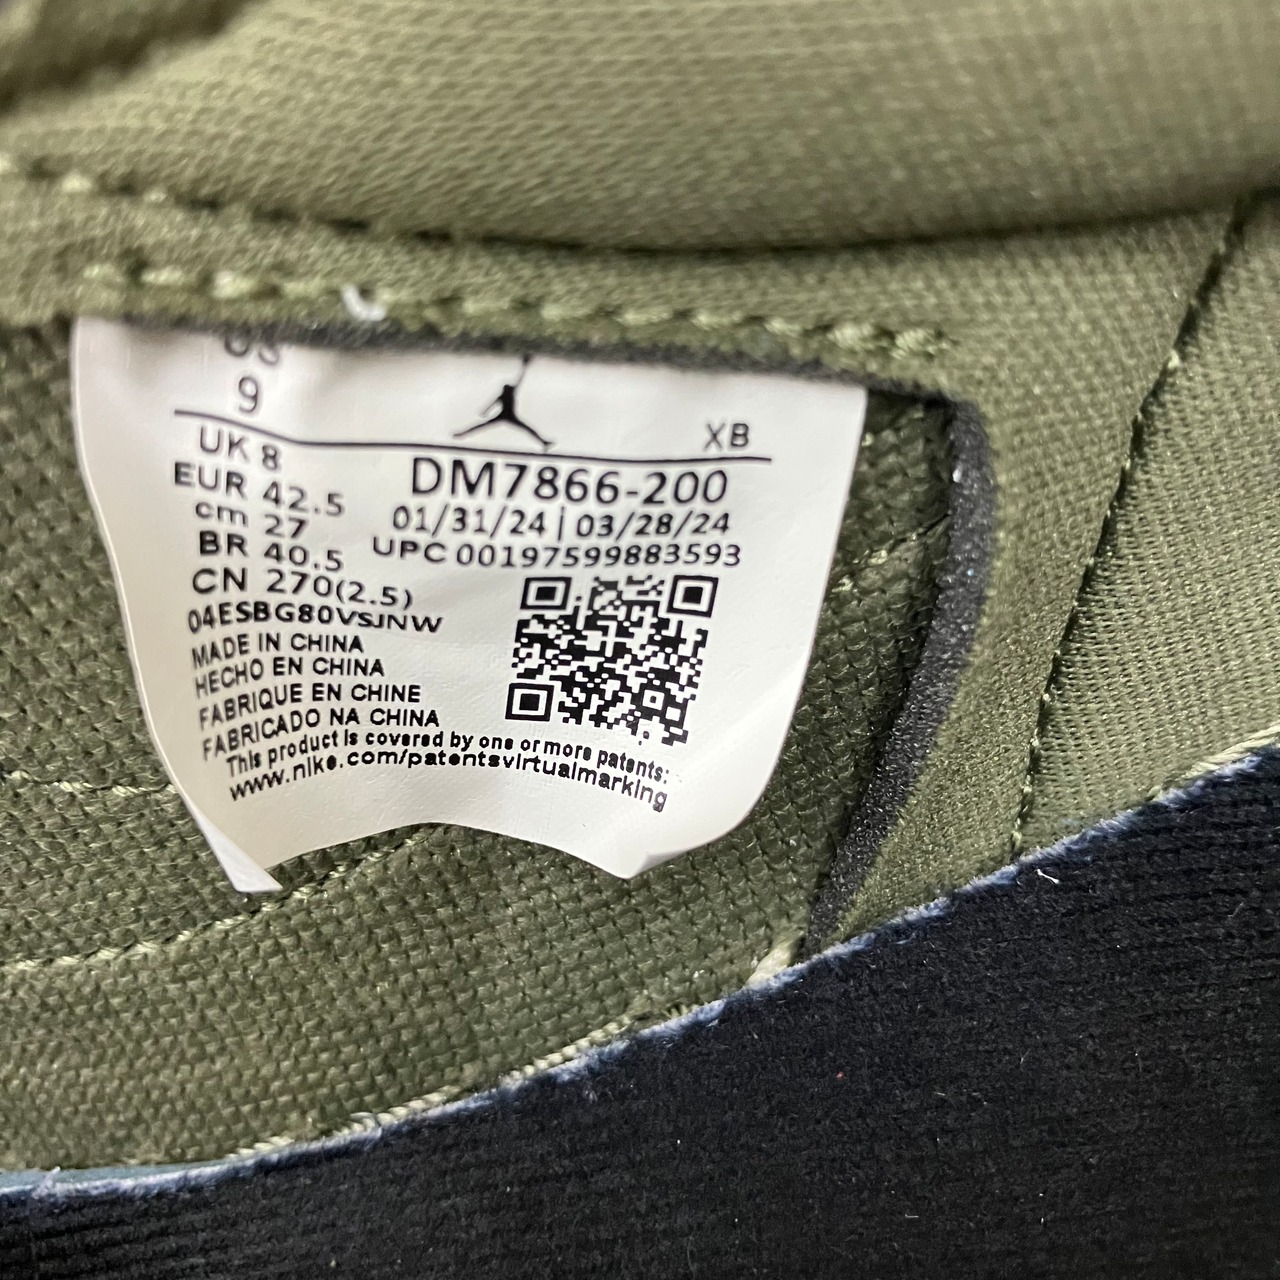 US
9
XB
UK 8
EUR 42.5
cm 27
BR 40.5
CN 270(2.5)
DM7866-200
01/31/24 | 03/28/24
UPC 00197599883593
04ESBG80VSJNW
MADE IN CHINA
HECHO EN CHINA
FABRIQUE EN CHINE
FABRICADO NA CHINA
This product is covered by one or more patents:
www.nike.com/patentsvirtualmarking